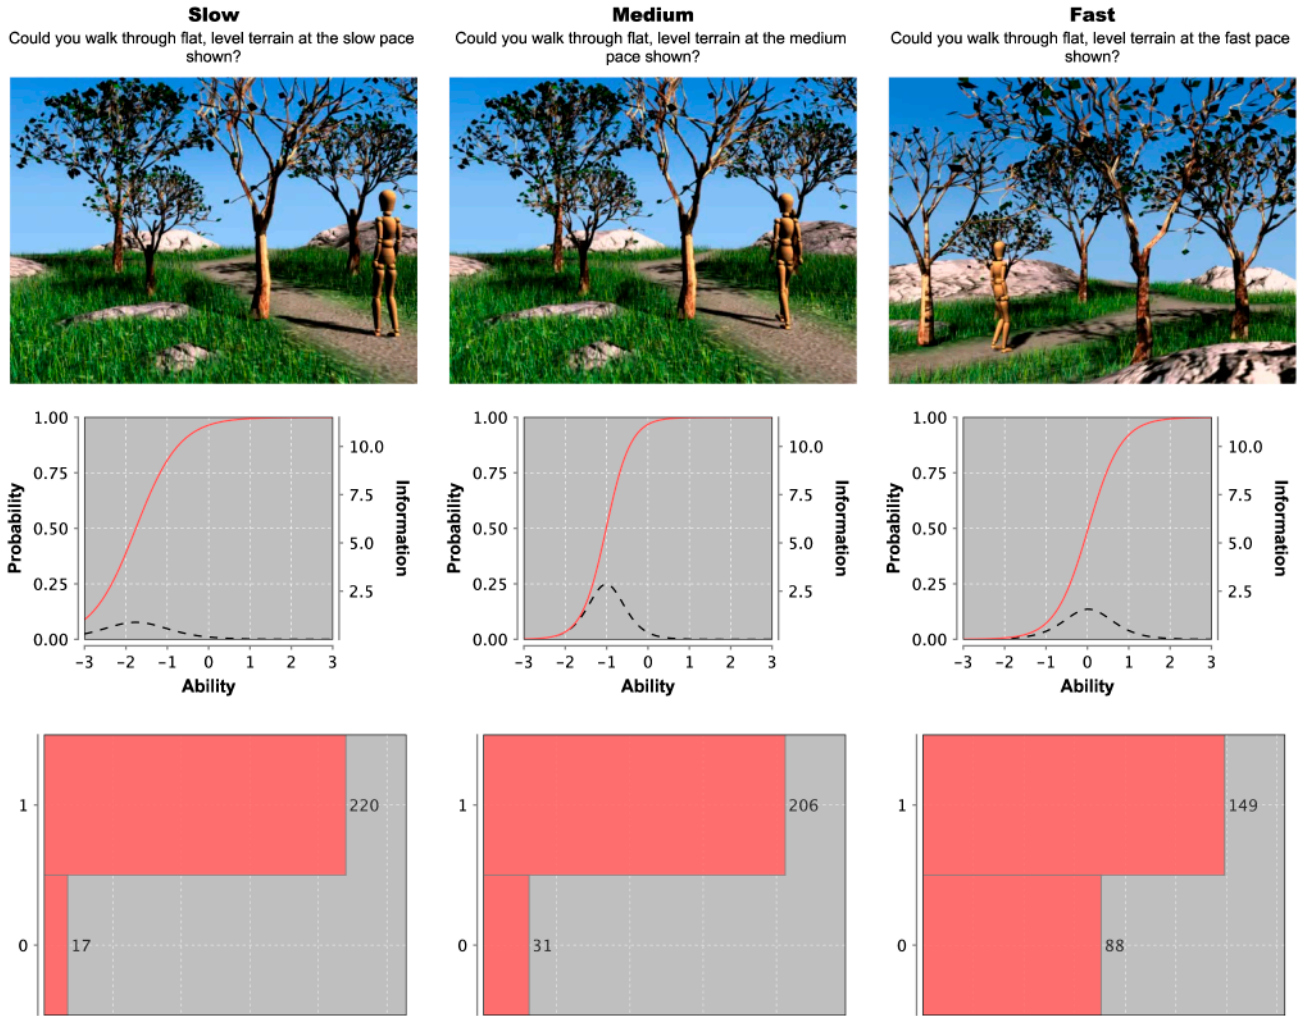 Slow
Could you walk through flat, level terrain at the slow pace
shown?
Medium
Could you walk through flat, level terrain at the medium
pace shown?
Fast
Could you walk through flat, level terrain at the fast pace
shown?
1.00
0.75
0.50
0.25
0.00
Probability
10.0
7.5
5.0
2.5
Information
−3 −2 −1 0 1 2 3
Ability
1.00
0.75
0.50
0.25
0.00
Probability
10.0
7.5
5.0
2.5
Information
−3 −2 −1 0 1 2 3
Ability
1.00
0.75
0.50
0.25
0.00
Probability
10.0
7.5
5.0
2.5
Information
−3 −2 −1 0 1 2 3
Ability
1
220
0
17
1
206
0
31
1
149
0
88